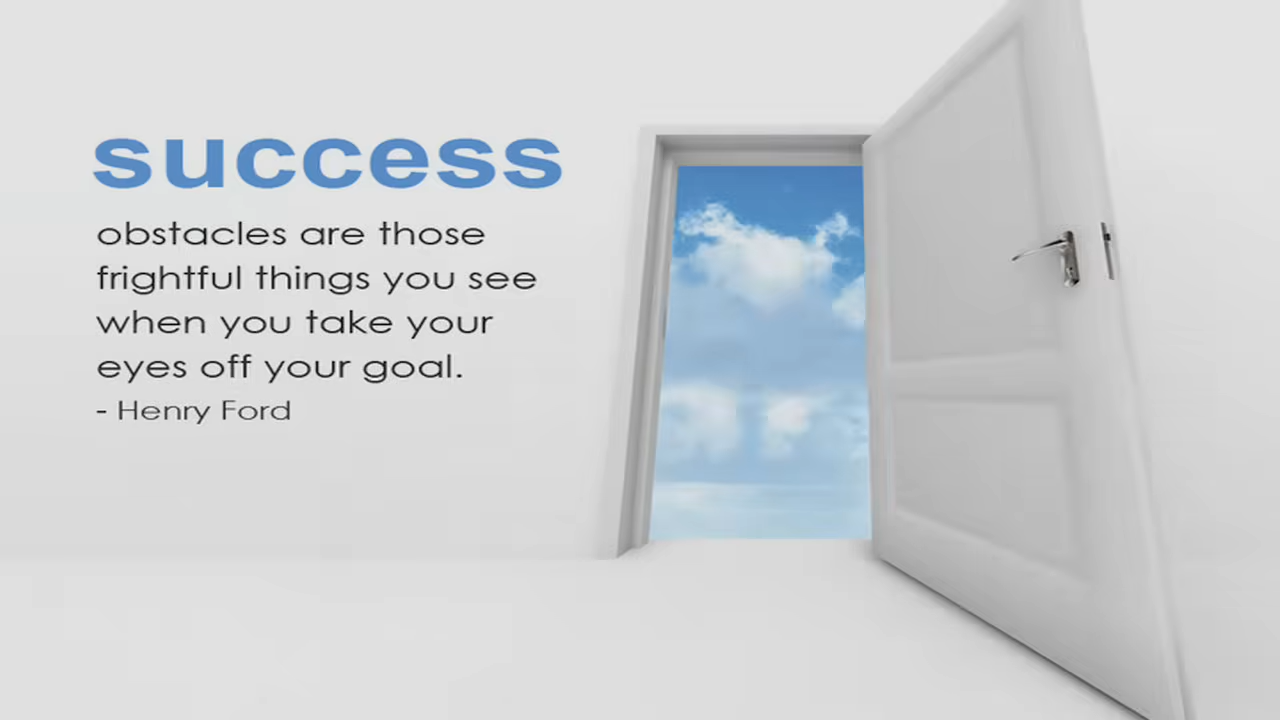 success
obstacles are those
frightful things you see
when you take your
eyes off your goal.
- Henry Ford